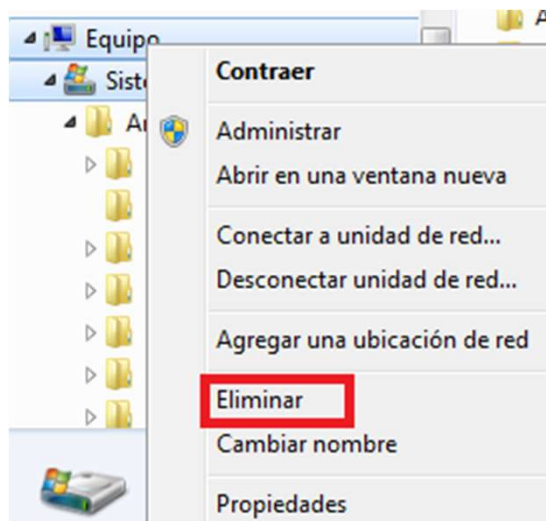 Equipo
Contraer
Administrar
Abrir en una ventana nueva
Conectar a unidad de red...
Desconectar unidad de red...
Agregar una ubicación de red
Eliminar
Cambiar nombre
Propiedades